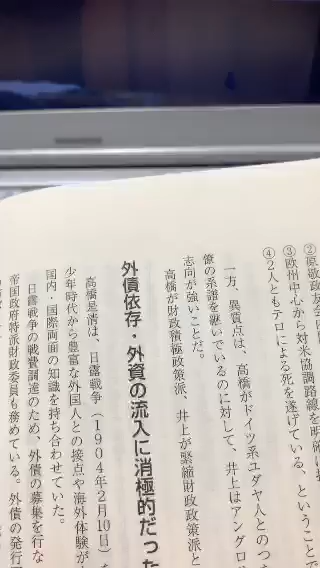 ②原敬政友会内
③欧州中心から対米協調路線を明確に
④2人ともテロによる死を遂げている、ということで
一方、異質点は、高橋がドイツ系ユダヤ人とのつ
僚の系譜を継いでいるのに対して、井上はアングロ
志向が強いことだ。
高橋が財政積極政策派、井上が緊縮財政政策派と
外債依存・外資の流入に消極的だった
高橋是清は、日露戦争（1904年2月10日）
少年時代から豊富な外国人との接点や海外体験が
国内・国際両面の知識を持ち合わせていた。
日露戦争の戦費調達のため、外債の募集を行な
帝国政府特派財政委員も務めている。外債の発行